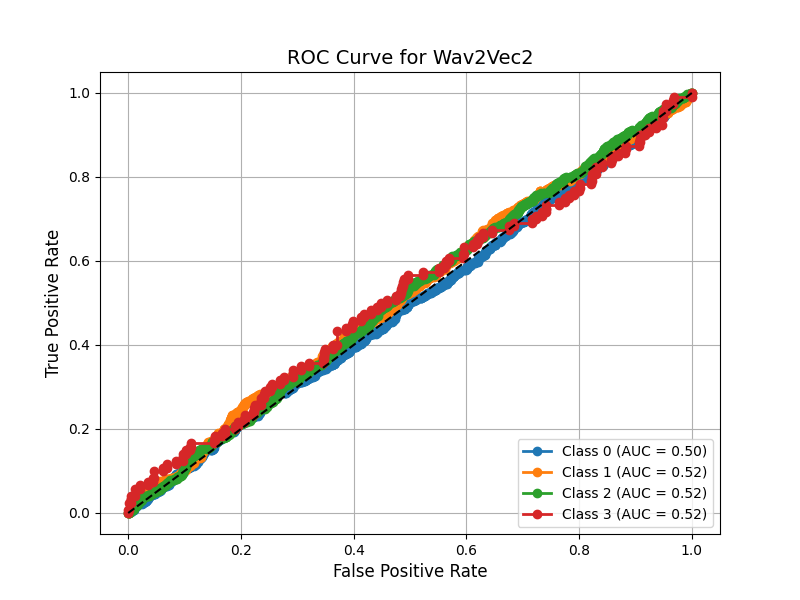 ROC Curve for Wav2Vec2
True Positive Rate
1.0
0.8
0.6
0.4
0.2
0.0
0.0 0.2 0.4 0.6 0.8 1.0
False Positive Rate
Class 0 (AUC = 0.50)
Class 1 (AUC = 0.52)
Class 2 (AUC = 0.52)
Class 3 (AUC = 0.52)